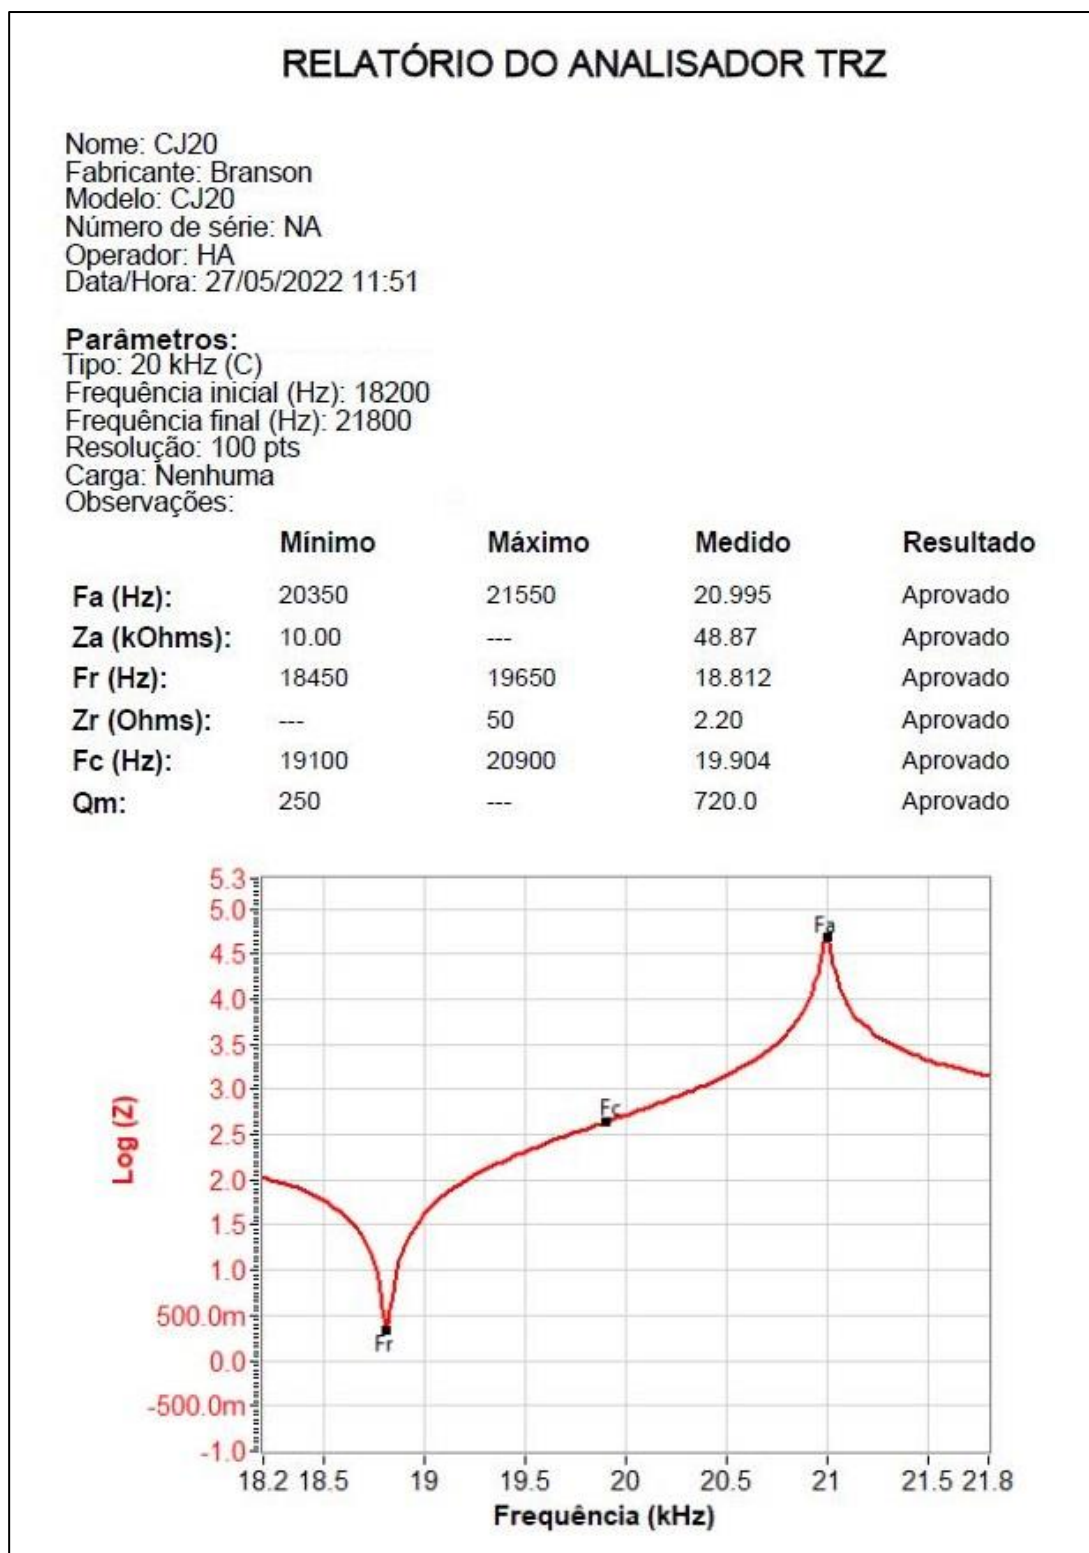 RELATÓRIO DO ANALISADOR TRZ
Nome: CJ20
Fabricante: Branson
Modelo: CJ20
Número de série: NA
Operador: HA
Data/Hora: 27/05/2022 11:51
Parâmetros:
Tipo: 20 kHz (C)
Frequência inicial (Hz): 18200
Frequência final (Hz): 21800
Resolução: 100 pts
Carga: Nenhuma
Observações:
Mínimo Máximo Medido Resultado
Fa (Hz): 20350 21550 20.995 Aprovado
Za (kOhms): 10.00 --- 48.87 Aprovado
Fr (Hz): 18450 19650 18.812 Aprovado
Zr (Ohms): --- 50 2.20 Aprovado
Fc (Hz): 19100 20900 19.904 Aprovado
Qm: 250 --- 720.0 Aprovado
5.3
5.0
Fa
4.5
4.0
3.5
3.0
Fc
2.5
Log (Z)
2.0
1.5
1.0
500.0m
Fr
0.0
-500.0m
-1.0
18.2 18.5 19 19.5 20 20.5 21 21.5 21.8
Frequência (kHz)